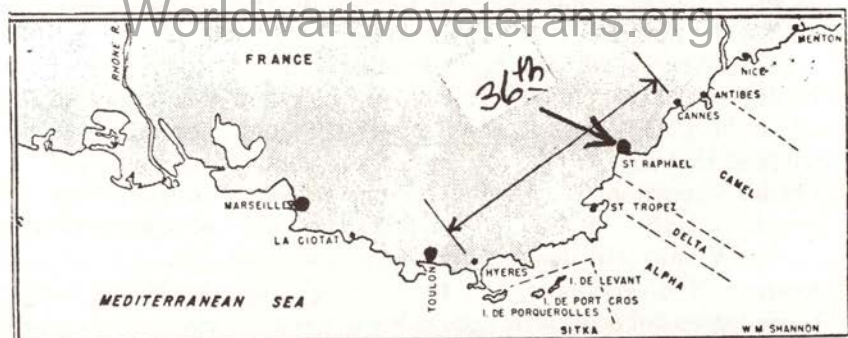 Worldwartwoveterans.org
RHONE R.
FRANCE
MENTON
NICE
36th
ANTIBES
CANNES
ST RAPHAEL
CAMEL
MARSEILLE
ST TROPEZ
LA CIOTAT
DELTA
ALPHA
TOULON
HYERES
I. DE LEVANT
MEDITERRANEAN SEA
I. DE PORT CROS
I. DE PORQUEROLLES
SITKA
W M SHANNON